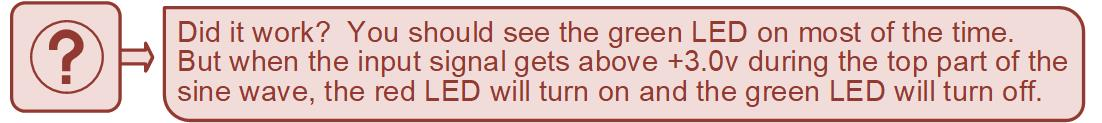 ?
Did it work?  You should see the green LED on most of the time.
But when the input signal gets above +3.0v during the top part of the
sine wave, the red LED will turn on and the green LED will turn off.